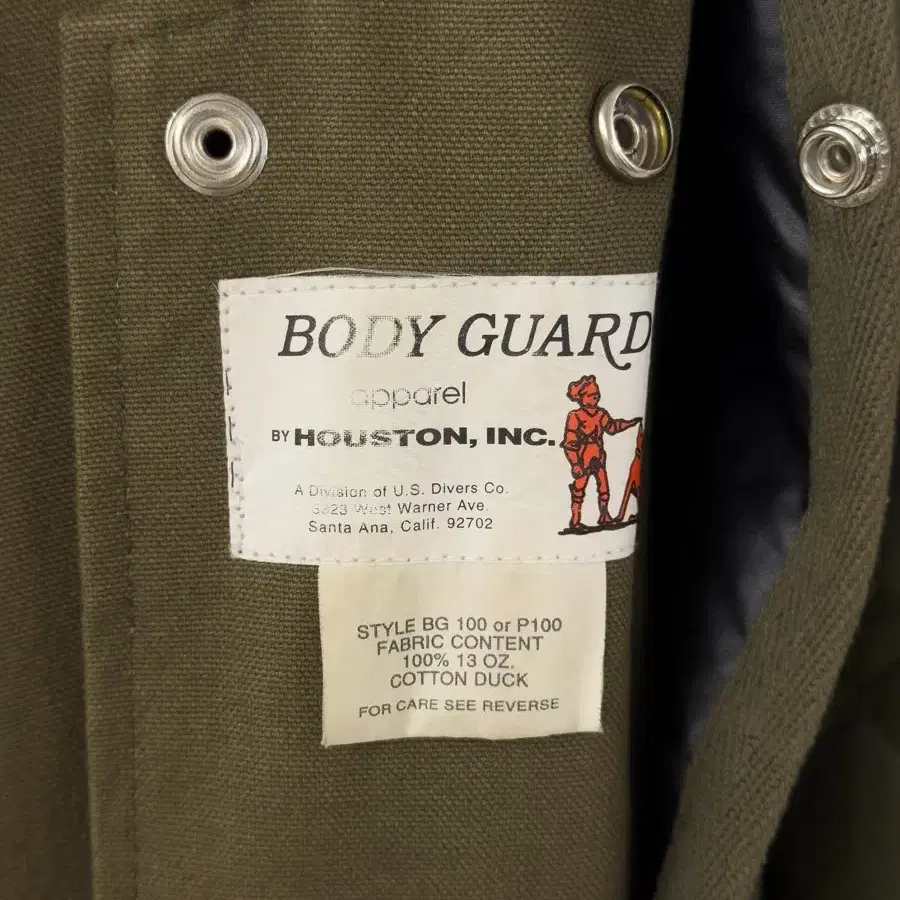 BODY GUARD
apparel
BY HOUSTON, INC.
A Division of U.S. Divers Co.
3323 West Warner Ave.
Santa Ana, Calif. 92702
STYLE BG 100 or P100
FABRIC CONTENT
100% 13 OZ.
COTTON DUCK
FOR CARE SEE REVERSE